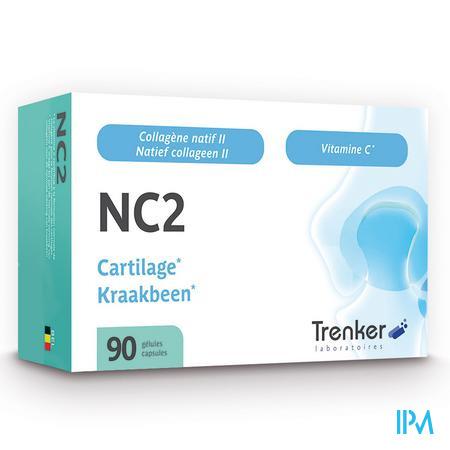 Collagène natif II
Natief collageen II
Vitamine C*
NC2
NC2
Cartilage*
Kraakbeen*
90 gélules
capsules
Trenker
laboratoires
IPM